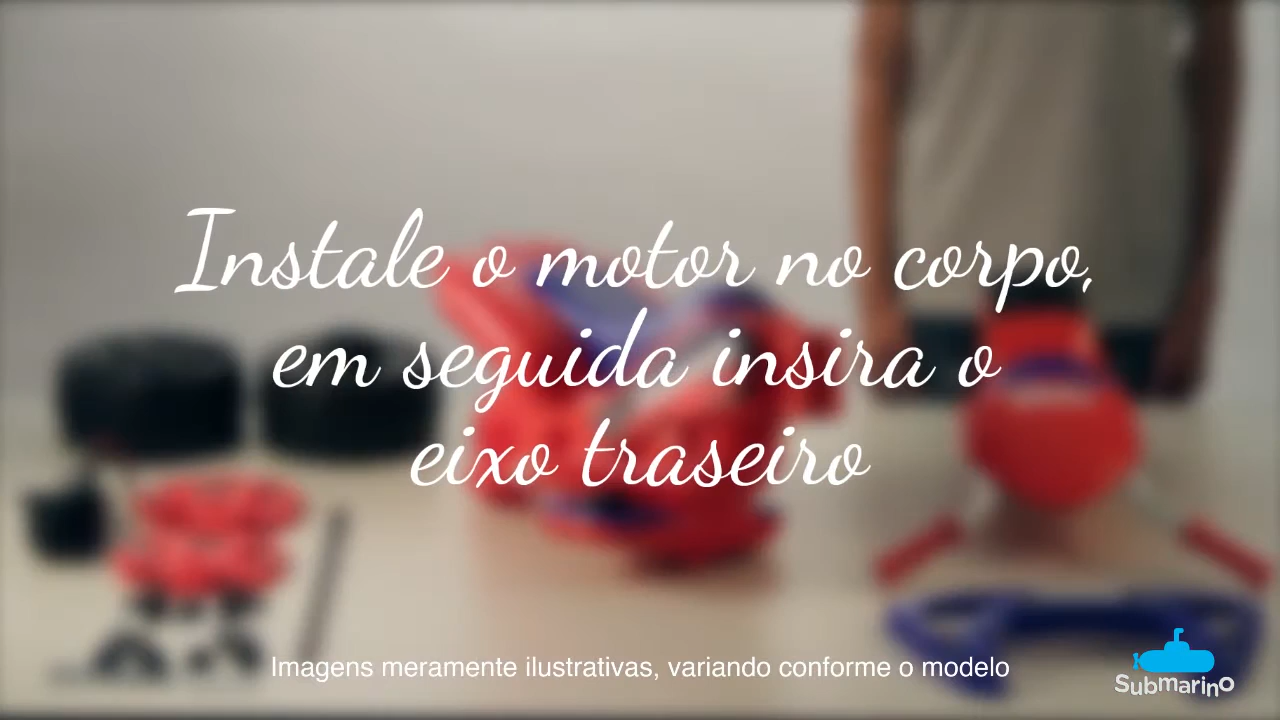 Instale o motor no corpo,
em seguida insira o
eixo traseiro
Imagens meramente ilustrativas, variando conforme o modelo
Submarino